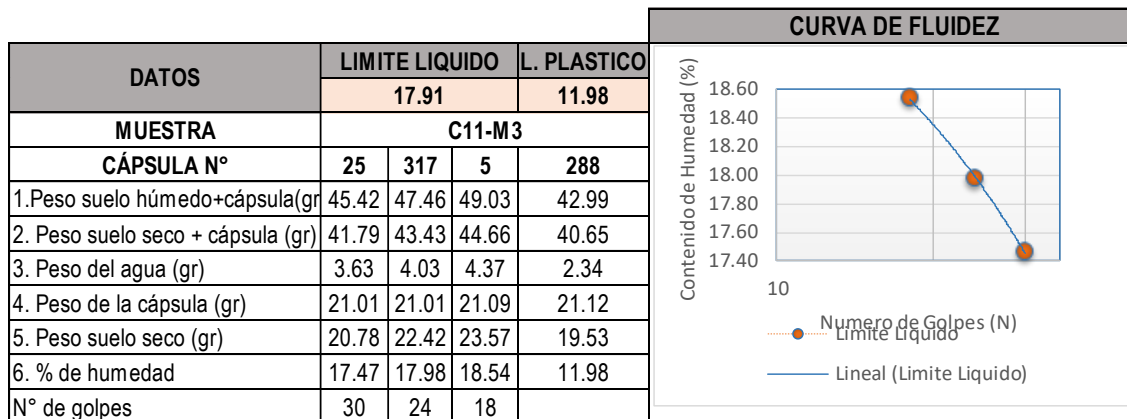 CURVA DE FLUIDEZ
DATOS LIMITE LIQUIDO L. PLASTICO
17.91 11.98
MUESTRA C11-M3
CÁPSULA N° 25 317 5 288
1.Peso suelo húmedo+cápsula(gr 45.42 47.46 49.03 42.99
2. Peso suelo seco + cápsula (gr) 41.79 43.43 44.66 40.65
3. Peso del agua (gr) 3.63 4.03 4.37 2.34
4. Peso de la cápsula (gr) 21.01 21.01 21.09 21.12
5. Peso suelo seco (gr) 20.78 22.42 23.57 19.53
6. % de humedad 17.47 17.98 18.54 11.98
N° de golpes 30 24 18
Contenido de Humedad (%)
18.60
18.40
18.20
18.00
17.80
17.60
17.40
10
Numero de Golpes (N)
Limite Liquido
Lineal (Limite Liquido)